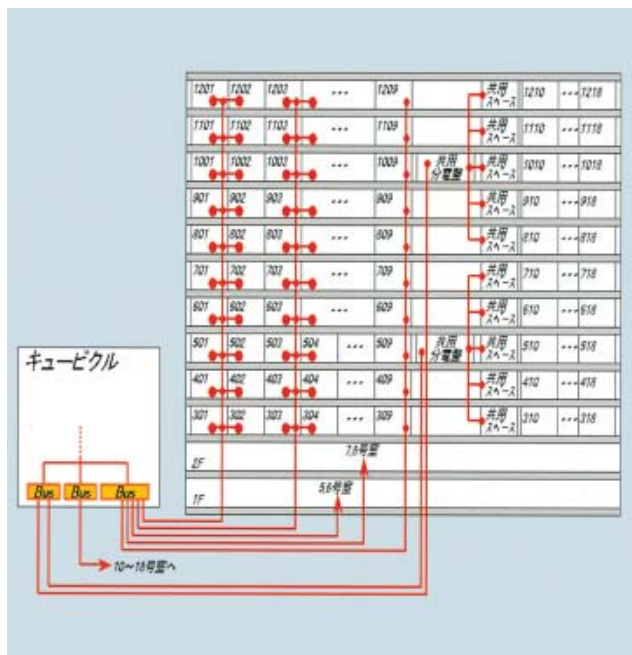 1201 1202 1203 ... 1209 共用 1210 ...1218
スペース
1101 1102 1103 ... 1109 共用 1110 ...1118
スペース
1001 1002 1003 ... 1009 共用 共用 1010 ...1018
分電盤 スペース
901 902 903 ... 909 共用 910 ...918
スペース
801 802 803 ... 809 共用 810 ...818
スペース
701 702 703 ... 709 共用 710 ...718
スペース
601 602 603 ... 609 共用 610 ...618
スペース
501 502 503 504 ... 509 共用 共用 510 ...518
分電盤 スペース
401 402 403 404 ... 409 共用 410 ...418
スペース
301 302 303 304 ... 309 共用 310 ...318
スペース
キュービクル
7,8号室
2F
5,6号室
1F
Bus Bus Bus
10~18号室へ